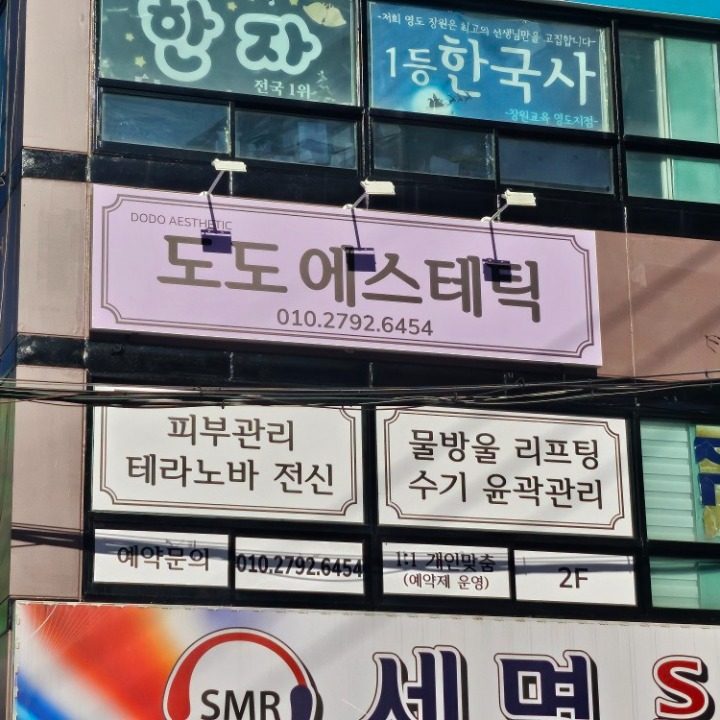 한자
전국 1위-
-저희 영도 장원은 최고의 선생님만을 고집합니다-
1등한국사
-장원교육 영도지점-
DODO AESTHETIC
도도 에스테틱
010.2792.6454
피부관리
테라노바 전신
물방울 리프팅
수기 윤곽관리
예약문의
010.2792.6454
1:1 개인맞춤
(예약제 운영)
2F
SMR
세명
S